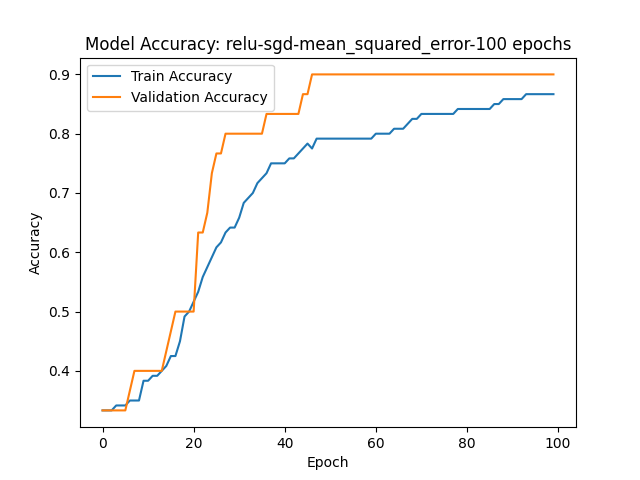 Model Accuracy: relu-sgd-mean_squared_error-100 epochs
Train Accuracy
Validation Accuracy
0.9
0.8
0.7
0.6
0.5
0.4
Accuracy
0 20 40 60 80 100
Epoch